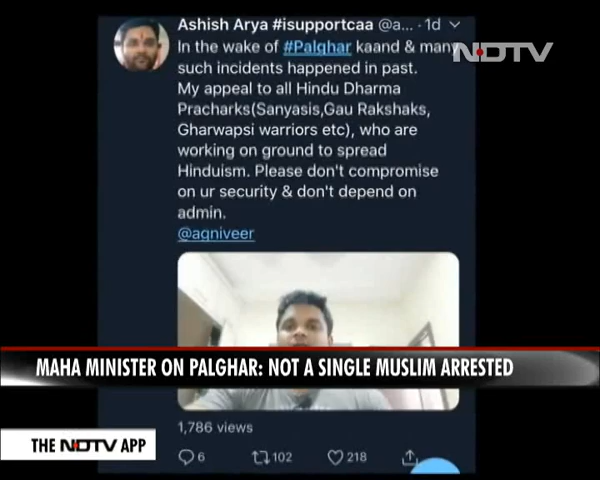 Ashish Arya #isupportcaa @a... · 1d
In the wake of #Palghar kaand & many
such incidents happened in past.
My appeal to all Hindu Dharma
Pracharks(Sanyasis,Gau Rakshaks,
Gharwapsi warriors etc), who are
working on ground to spread
Hinduism. Please don't compromise
on ur security & don't depend on
admin.
@agniveer
NDTV
MAHA MINISTER ON PALGHAR: NOT A SINGLE MUSLIM ARRESTED
1,786 views
THE NDTV APP
6 102 218